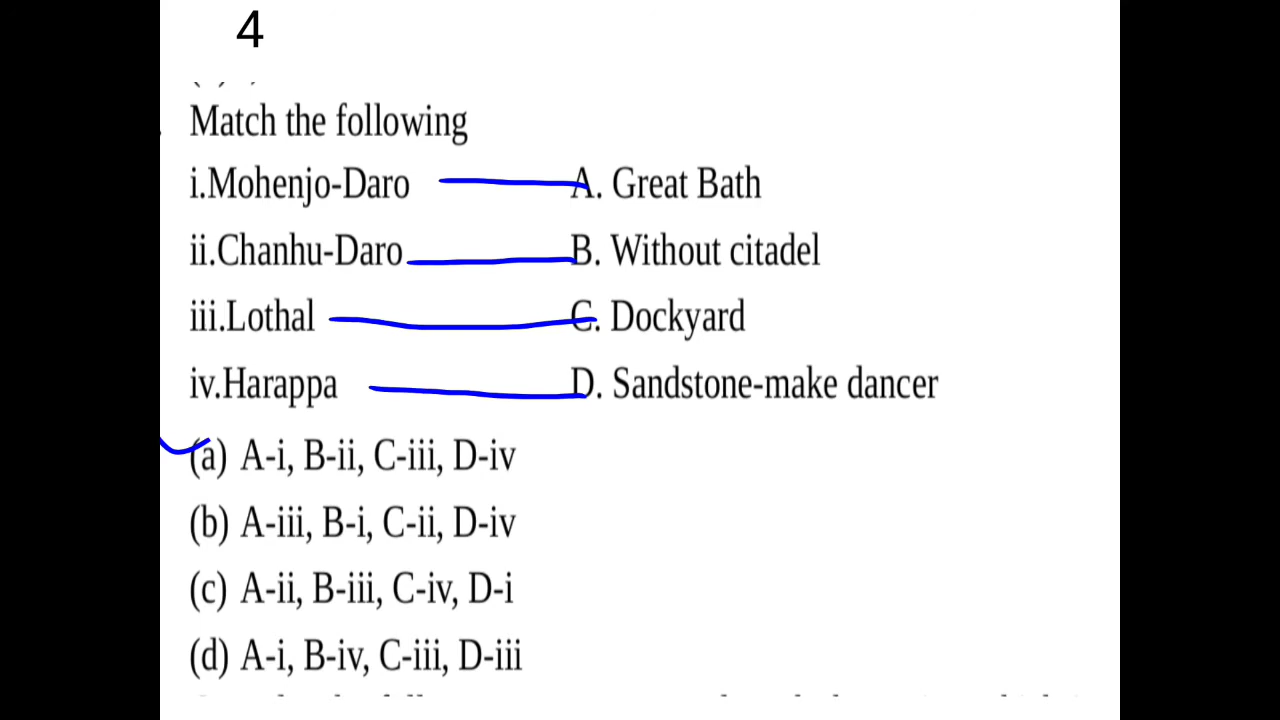 4
Match the following
i.Mohenjo-Daro A. Great Bath
ii.Chanhu-Daro B. Without citadel
iii.Lothal C. Dockyard
iv.Harappa D. Sandstone-make dancer
(a) A-i, B-ii, C-iii, D-iv
(b) A-iii, B-i, C-ii, D-iv
(c) A-ii, B-iii, C-iv, D-i
(d) A-i, B-iv, C-iii, D-iii